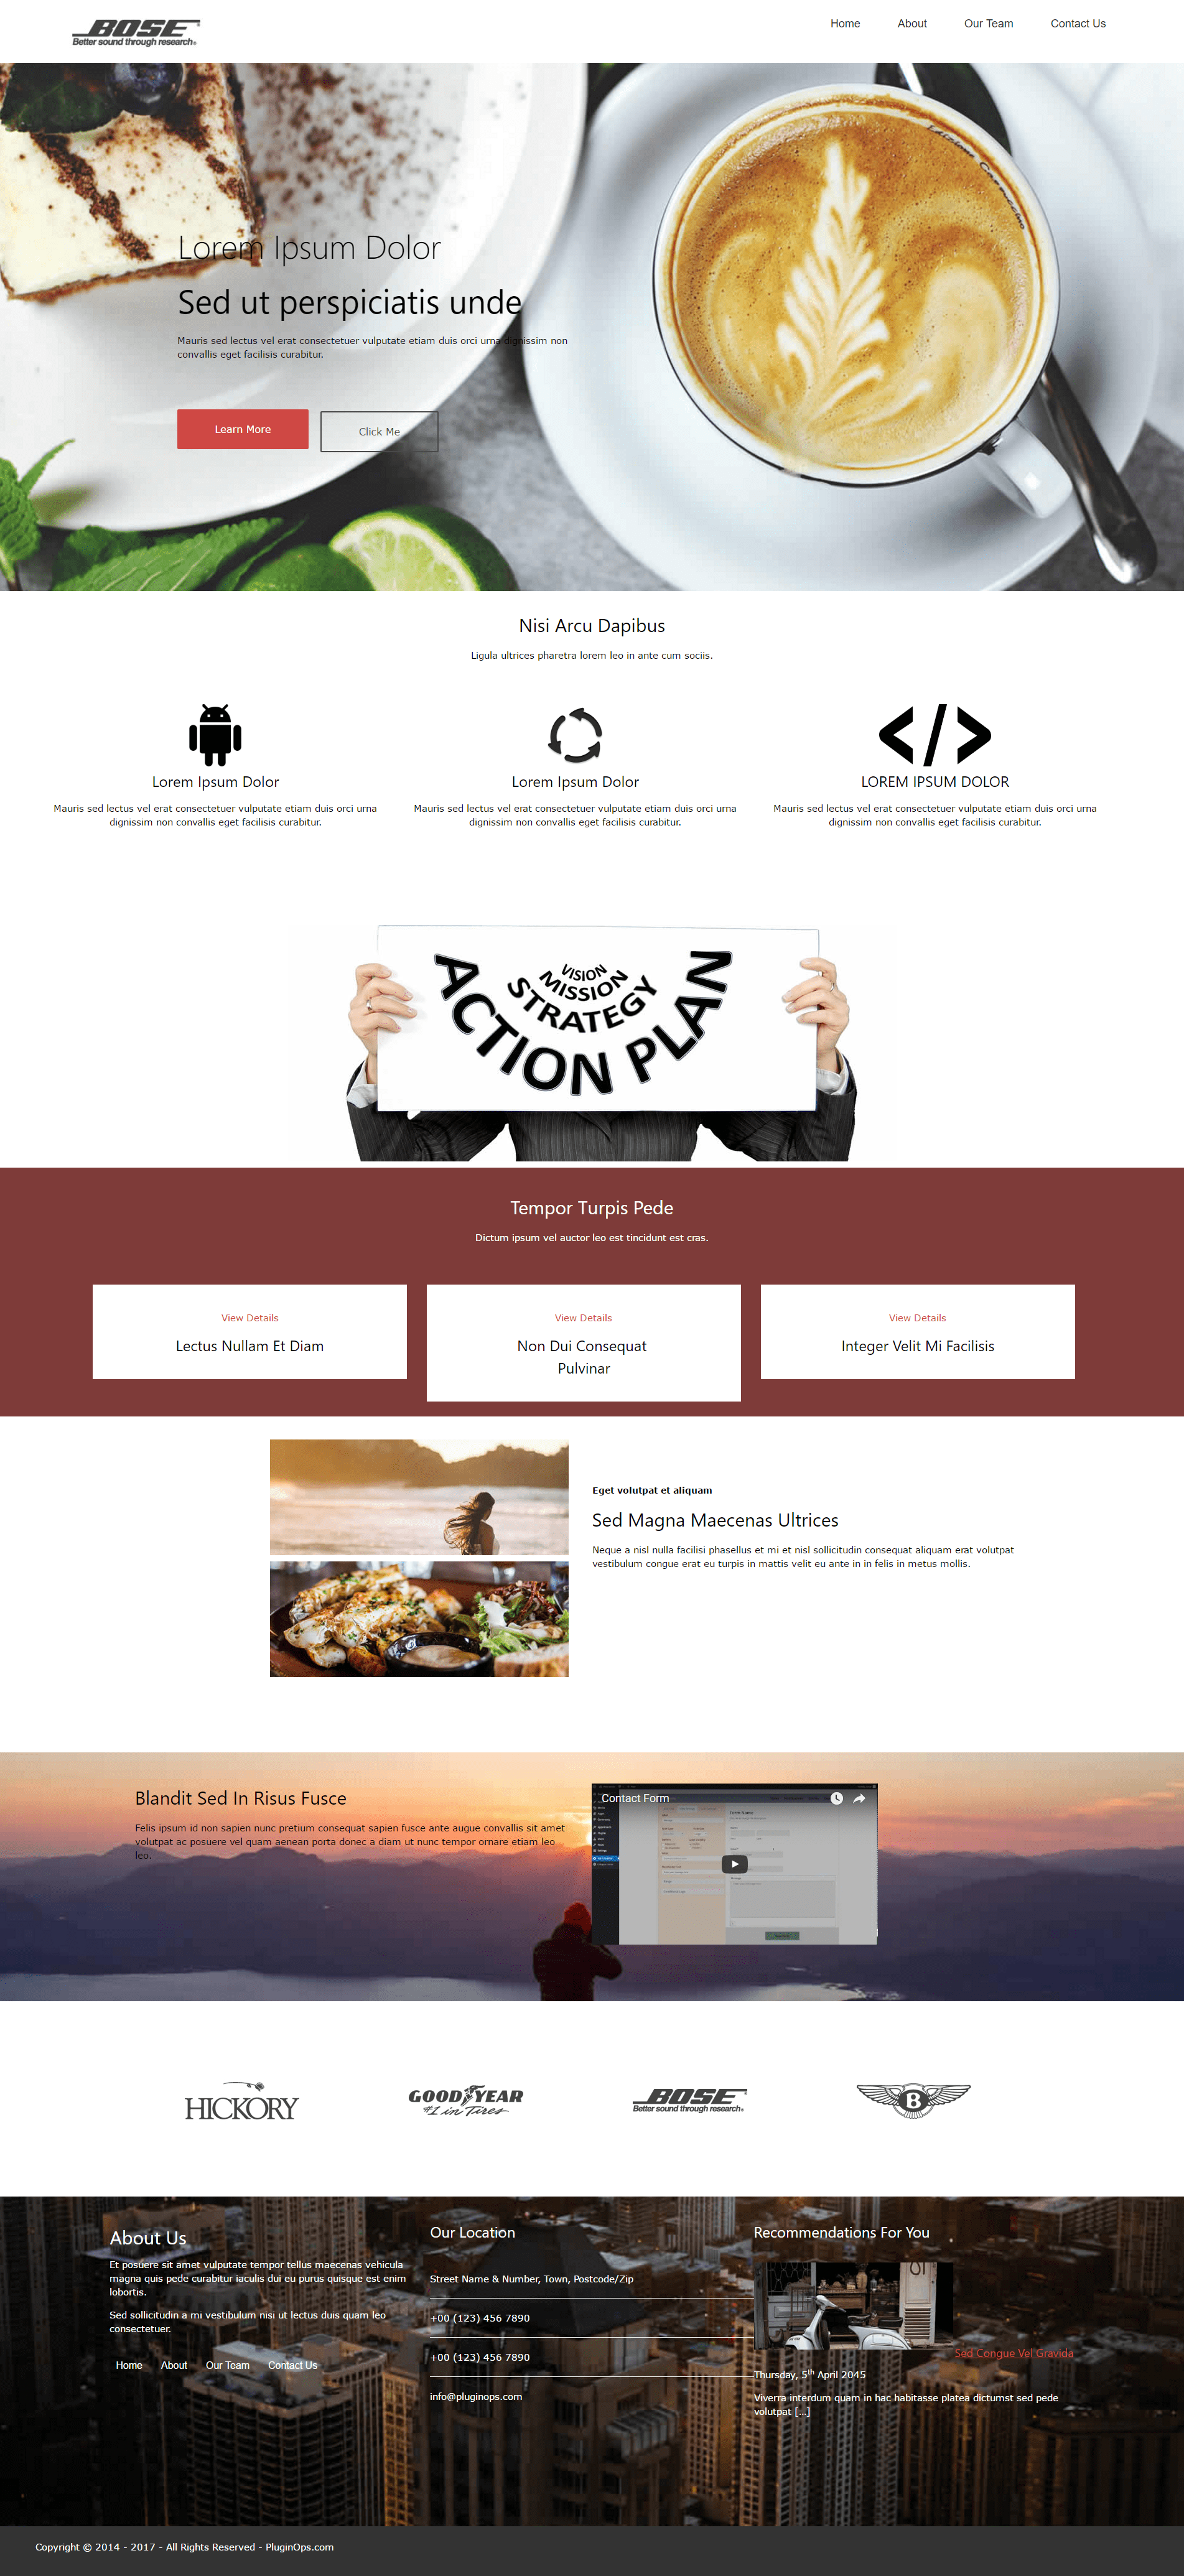 BOSE
Better sound through research®
Home About Our Team Contact Us
Lorem Ipsum Dolor
Sed ut perspiciatis unde
Mauris sed lectus vel erat consectetuer vulputate etiam duis orci urna dignissim non
convallis eget facilisis curabitur.
Learn More Click Me
Nisi Arcu Dapibus
Ligula ultrices pharetra lorem leo in ante cum sociis.
Lorem Ipsum Dolor
Mauris sed lectus vel erat consectetuer vulputate etiam duis orci urna
dignissim non convallis eget facilisis curabitur.
Lorem Ipsum Dolor
Mauris sed lectus vel erat consectetuer vulputate etiam duis orci urna
dignissim non convallis eget facilisis curabitur.
LOREM IPSUM DOLOR
Mauris sed lectus vel erat consectetuer vulputate etiam duis orci urna
dignissim non convallis eget facilisis curabitur.
VISION
MISSION
STRATEGY
ACTION PLAN
Tempor Turpis Pede
Dictum ipsum vel auctor leo est tincidunt est cras.
View Details
Lectus Nullam Et Diam
View Details
Non Dui Consequat
Pulvinar
View Details
Integer Velit Mi Facilisis
Eget volutpat et aliquam
Sed Magna Maecenas Ultrices
Neque a nisl nulla facilisi phasellus et mi et nisl sollicitudin consequat aliquam erat volutpat
vestibulum congue erat eu turpis in mattis velit eu ante in in felis in metus mollis.
Blandit Sed In Risus Fusce
Felis ipsum id non sapien nunc pretium consequat sapien fusce ante augue convallis sit amet
volutpat ac posuere vel quam aenean porta donec a diam ut nunc tempor ornare etiam leo
leo.
Contact Form
HICKORY
GOODYEAR
#1 in Tires
BOSE
Better sound through research®
B
About Us
Et posuere sit amet vulputate tempor tellus maecenas vehicula
magna quis pede curabitur iaculis dui eu purus quisque est enim
lobortis.
Sed sollicitudin a mi vestibulum nisi ut lectus duis quam leo
consectetuer.
Home About Our Team Contact Us
Our Location
Street Name & Number, Town, Postcode/Zip
+00 (123) 456 7890
+00 (123) 456 7890
info@pluginops.com
Recommendations For You
Sed Congue Vel Gravida
Thursday, 5th April 2045
Viverra interdum quam in hac habitasse platea dictumst sed pede
volutpat [...]
Copyright © 2014 - 2017 - All Rights Reserved - PluginOps.com